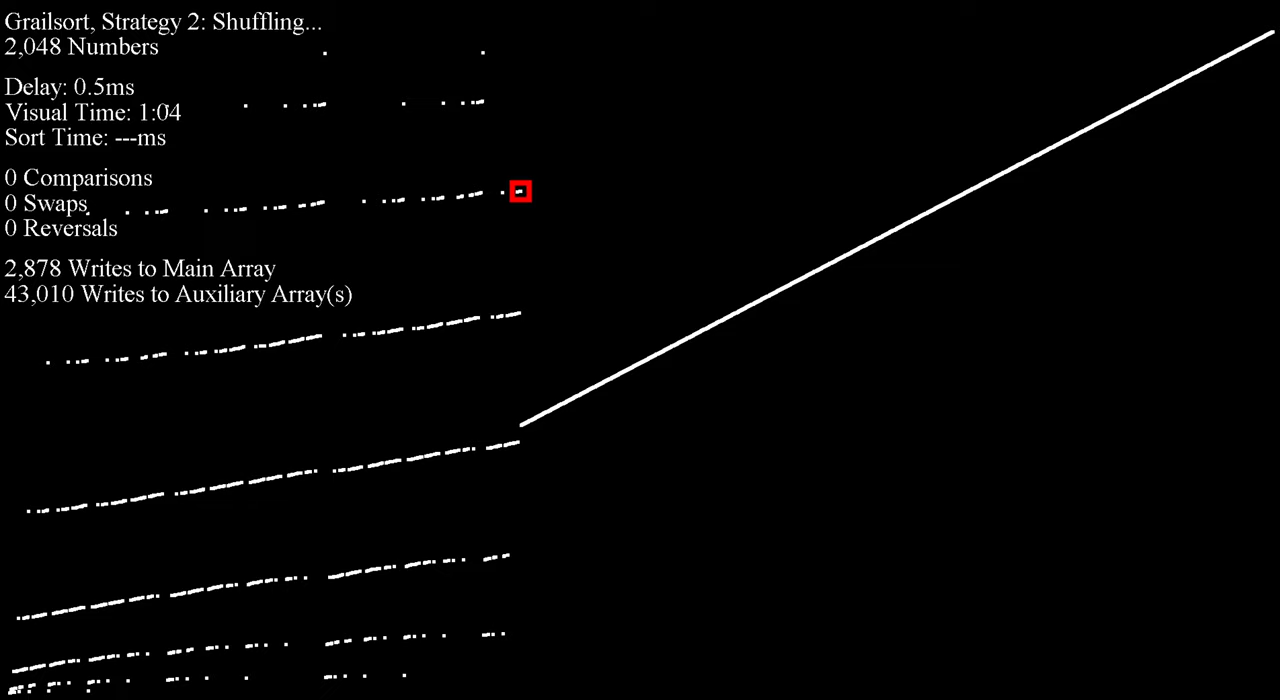 Grailsort, Strategy 2: Shuffling...
2,048 Numbers
Delay: 0.5ms
Visual Time: 1:04
Sort Time: ---ms
0 Comparisons
0 Swaps
0 Reversals
2,878 Writes to Main Array
43,010 Writes to Auxiliary Array(s)